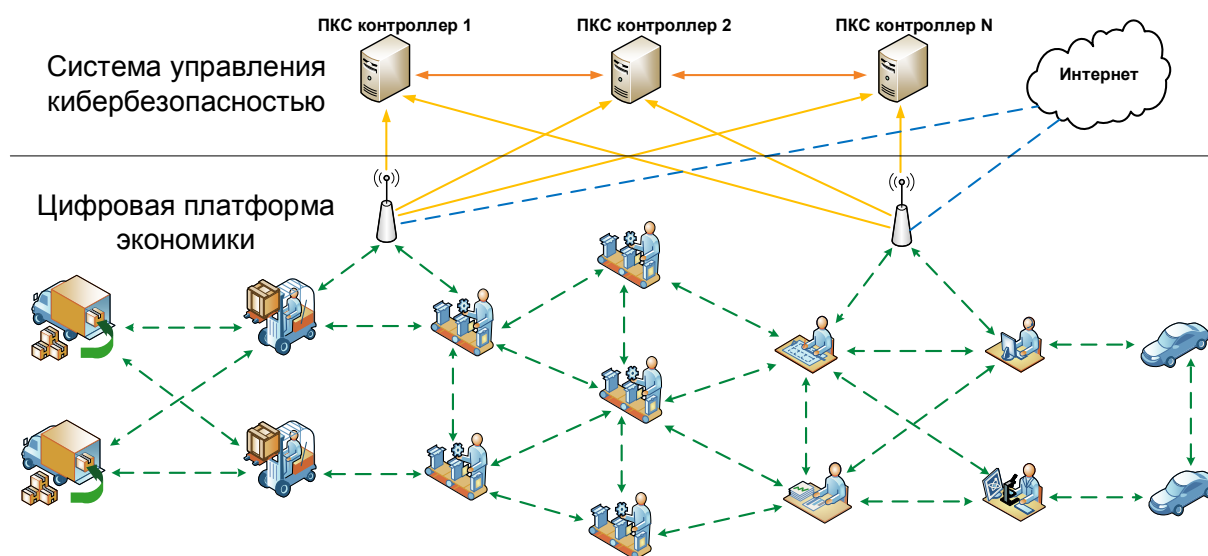 ПКС контроллер 1
ПКС контроллер 2
ПКС контроллер N
Система управления
кибербезопасностью
Интернет
Цифровая платформа
экономики